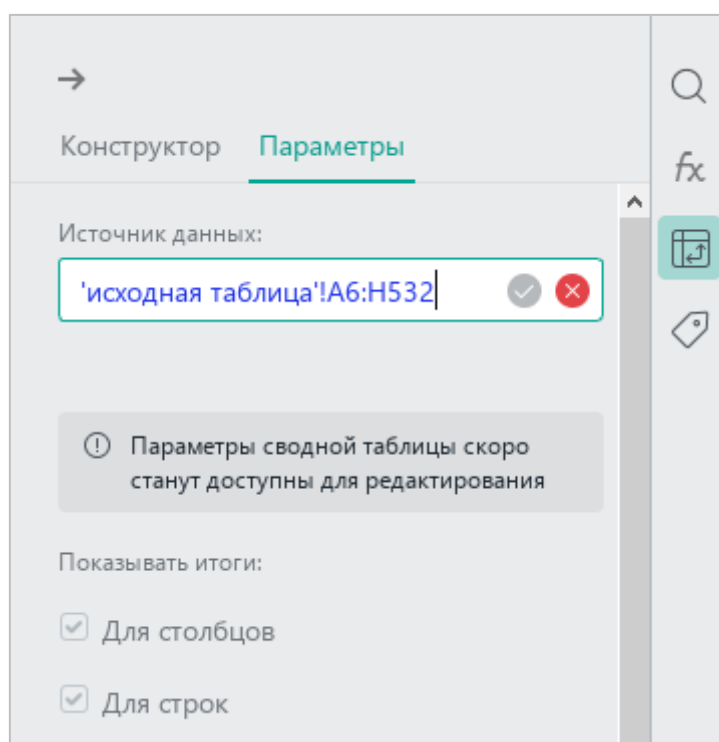 Конструктор Параметры
Источник данных:
'исходная таблица'!A6:H532
Параметры сводной таблицы скоро
станут доступны для редактирования
Показывать итоги:
Для столбцов
Для строк
fx